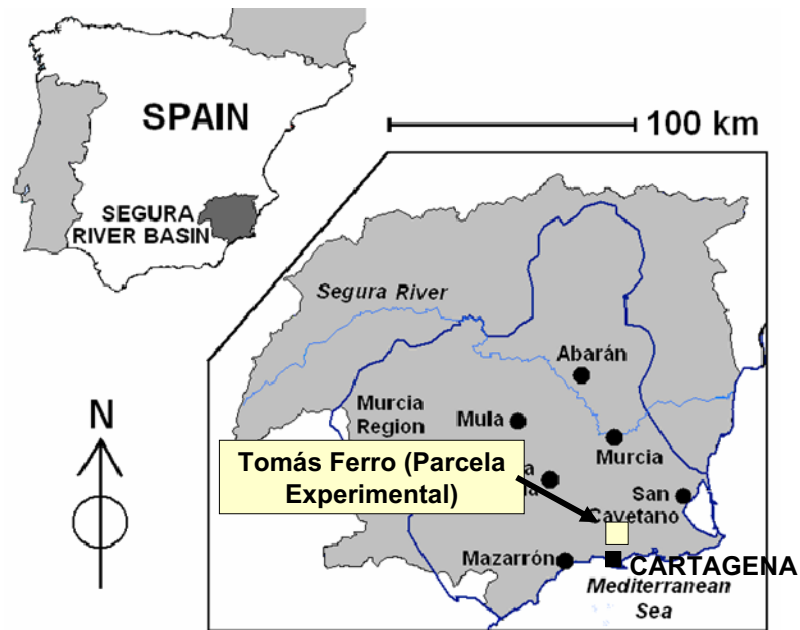 SPAIN
SEGURA
RIVER BASIN
100 km
Segura River
Abarán
Murcia
Region
Mula
Murcia
Tomás Ferro (Parcela
Experimental)
San
Cayetano
Mazarrón
CARTAGENA
Mediterranean
Sea
N